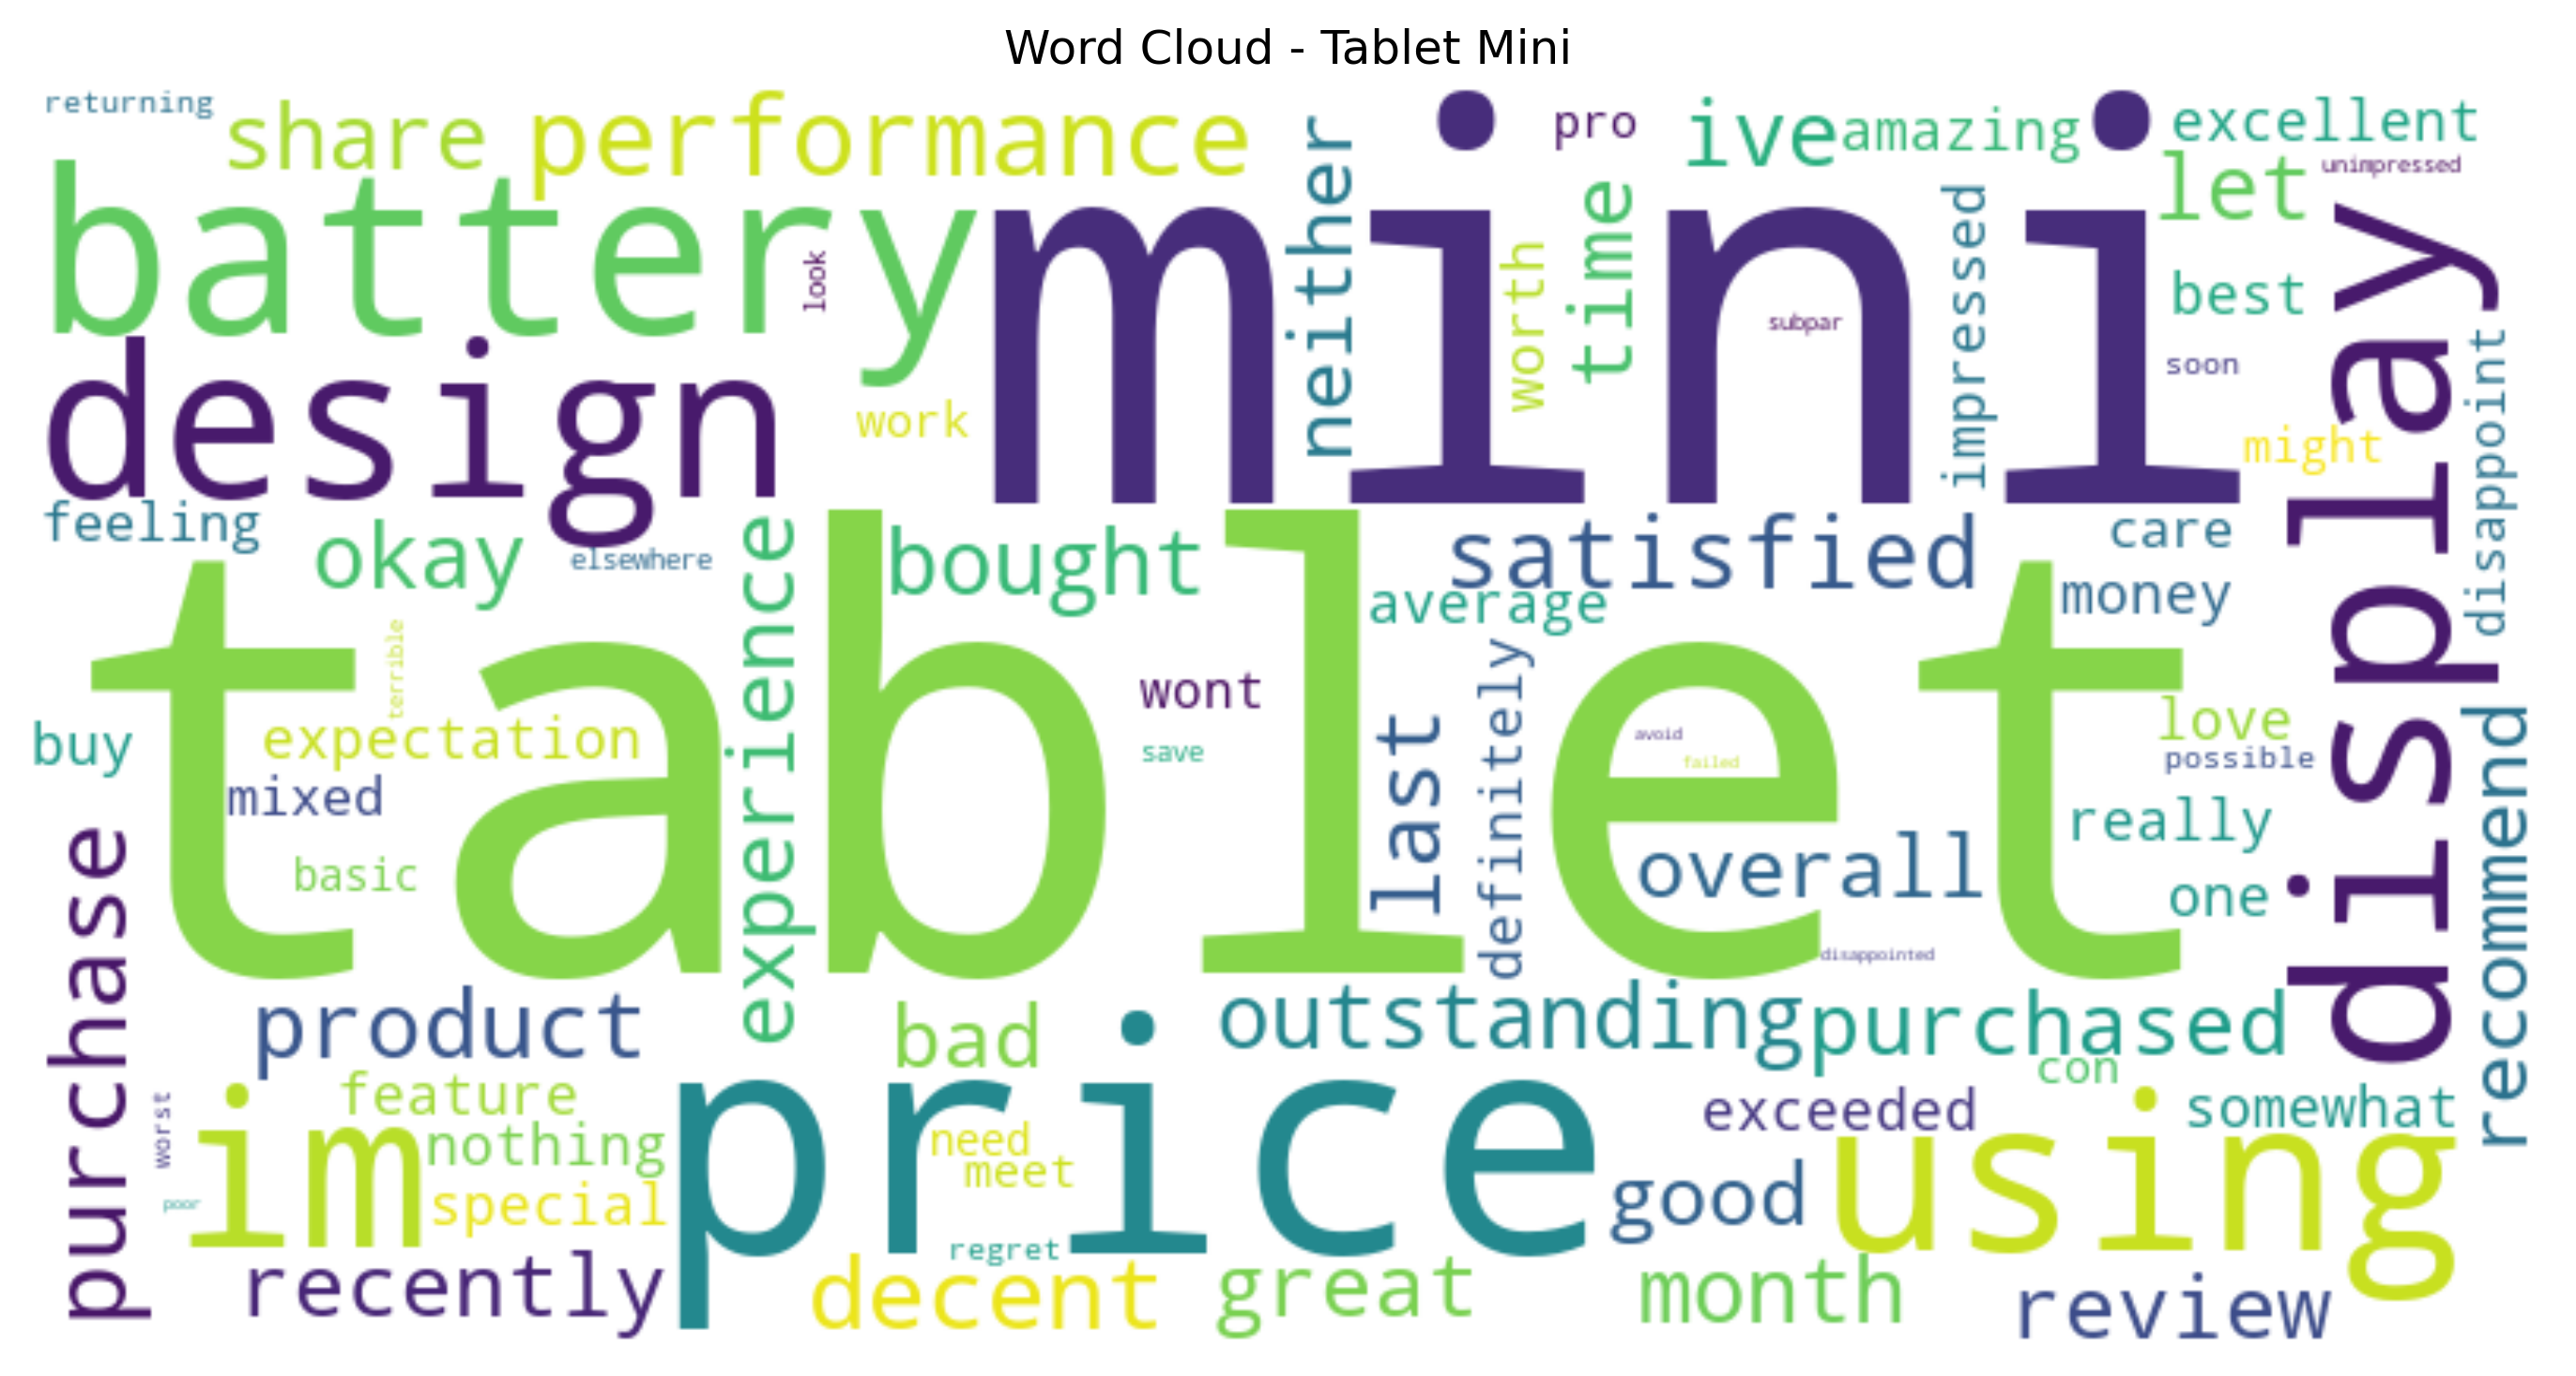 Word Cloud - Tablet Mini
returning
share
performance
pro
ive
amazing
excellent
unimpressed
battery
mini
neither
time
let
look
worth
impressed
best
subpar
soon
display
design
work
might
disappoint
feeling
okay
elsewhere
experience
bought
satisfied
care
average
money
tablet
terrible
wont
save
last
definitely
avoid
failed
love
possible
buy
expectation
mixed
basic
overall
really
one
recommend
purchase
disappointed
product
bad
outstanding
purchased
con
feature
price
exceeded
somewhat
worst
im
nothing
need
meet
using
poor
special
good
regret
recently
decent
great
month
review